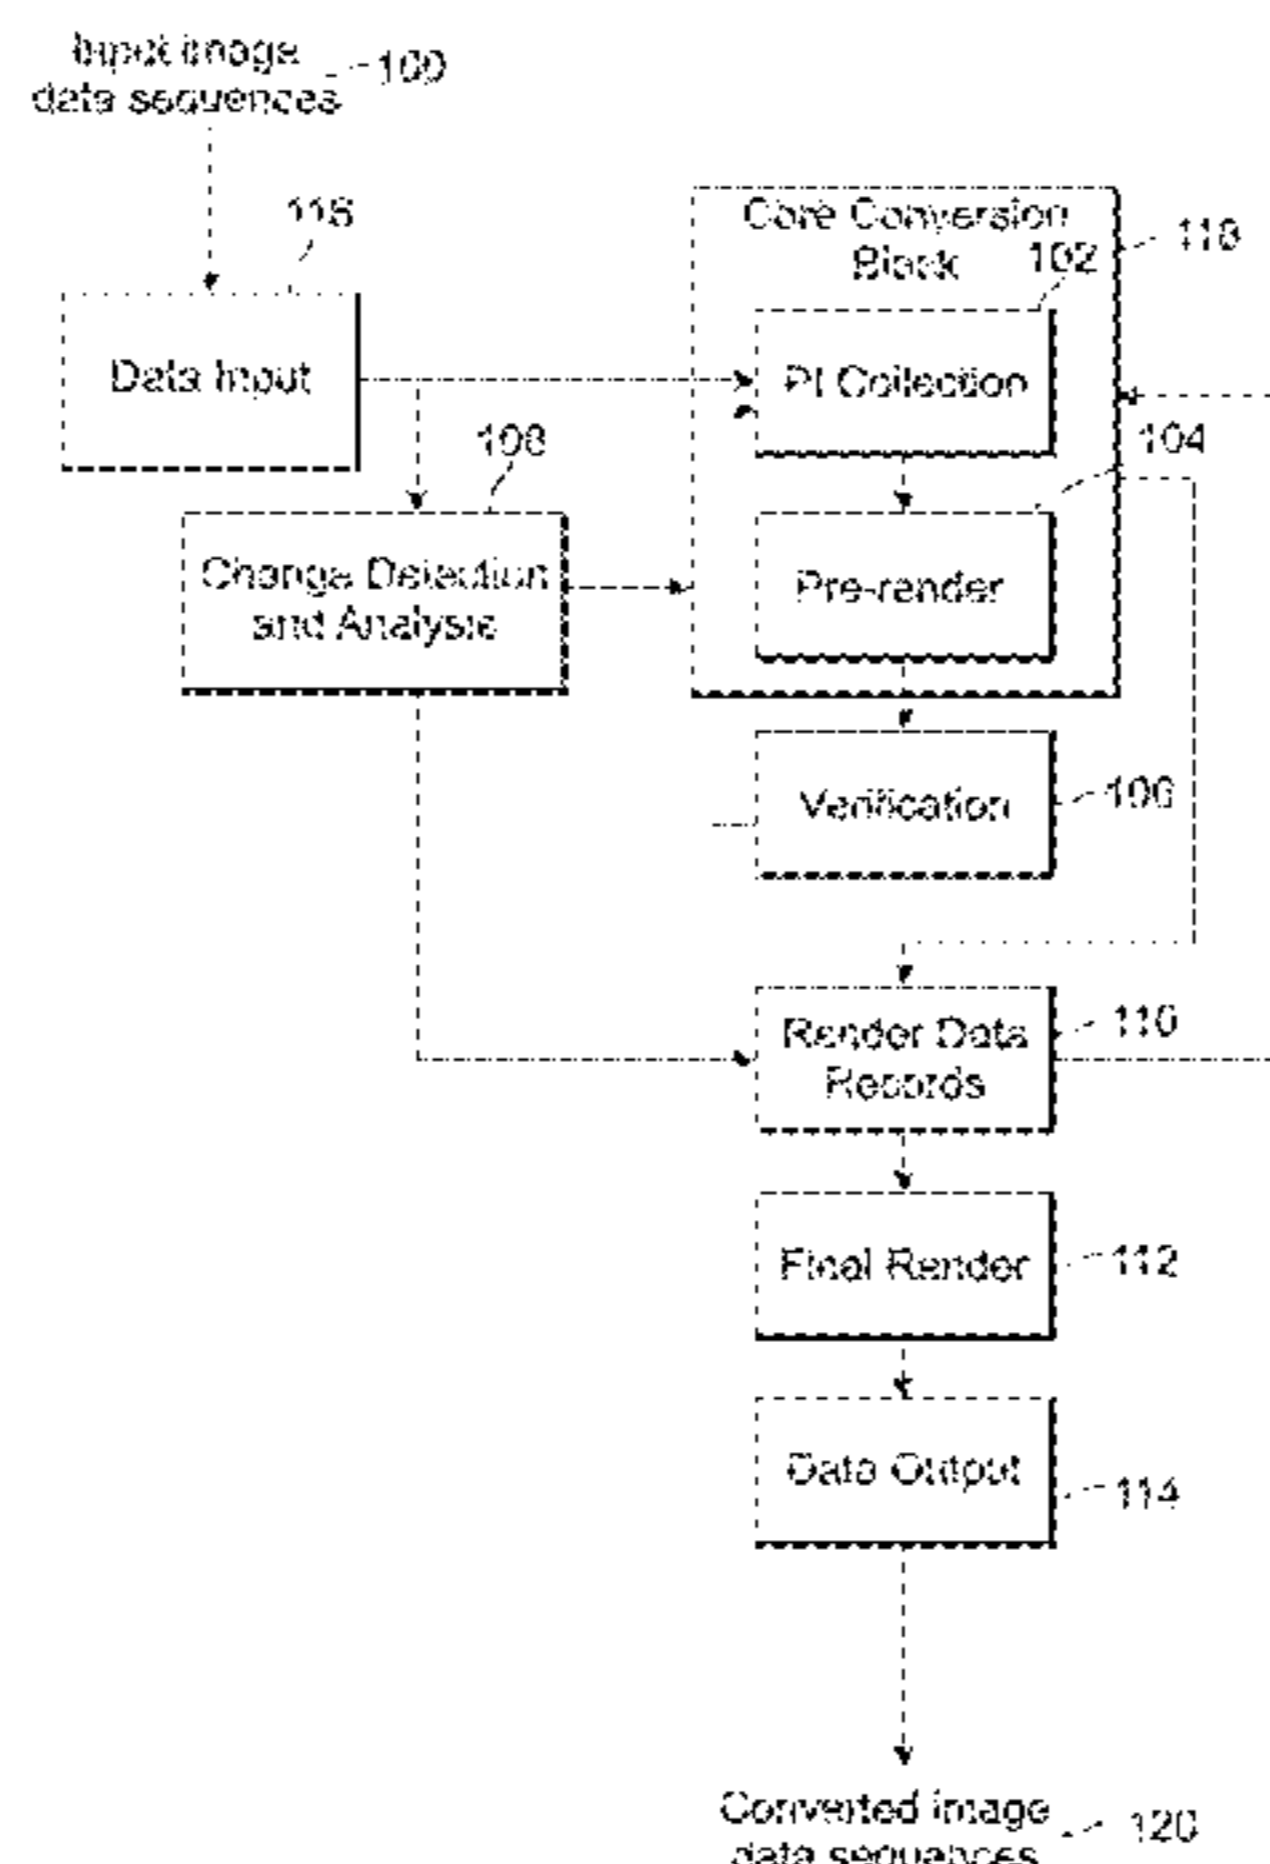 Input image
data sequences
100
116
Data Input
Core Conversion
Block
118
102
PI Collection
108
104
Change Detection
and Analysis
Pre-render
Verification
106
Render Data
Records
110
Final Render
112
Data Output
114
Converted image
data sequences
120